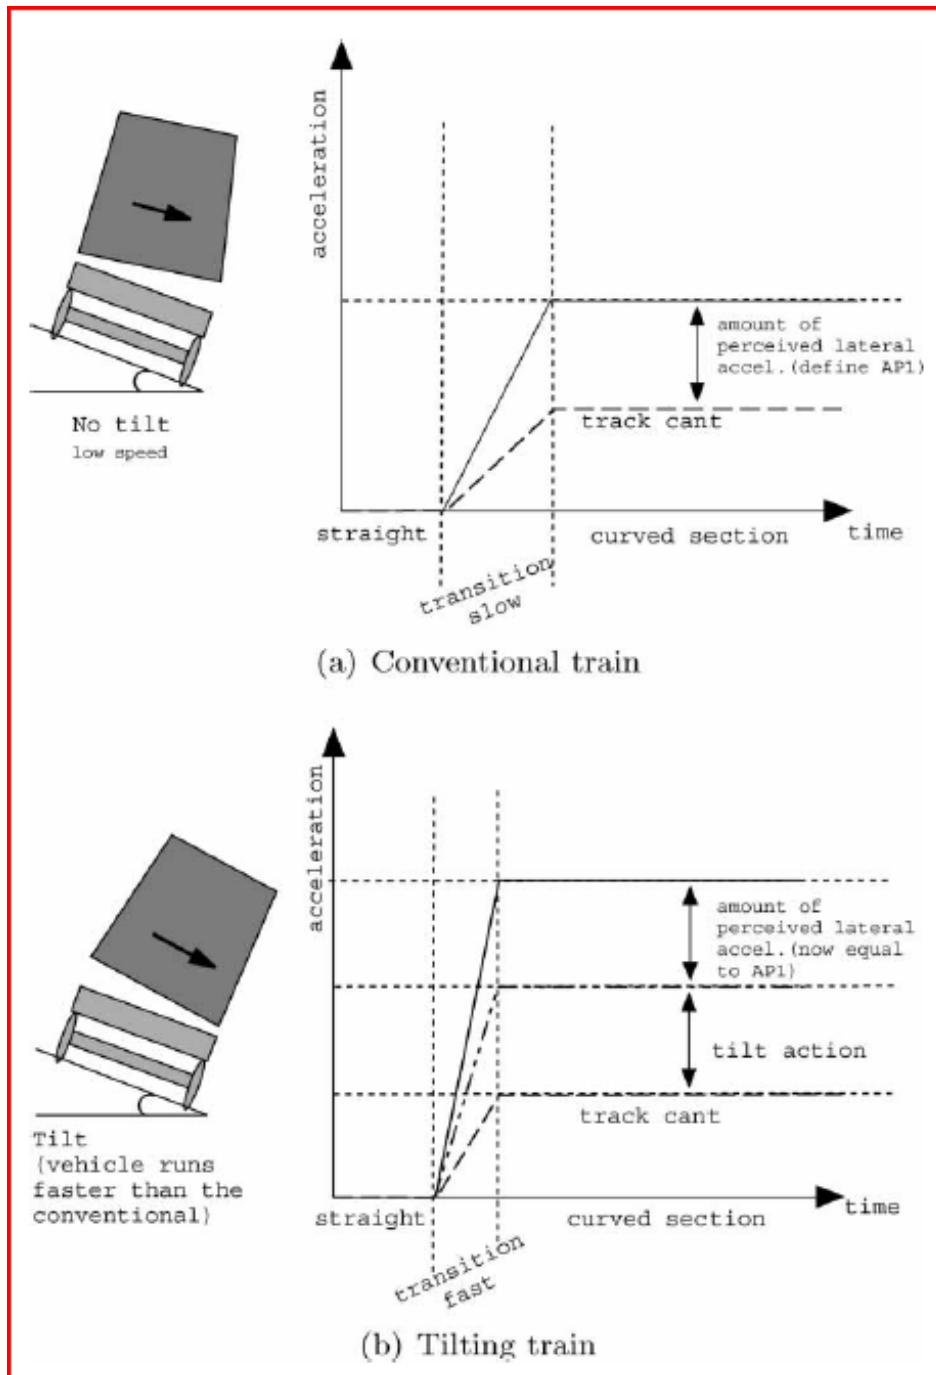 acceleration
amount of
perceived lateral
accel.(define AP1)
track cant
No tilt
low speed
straight
curved section
time
transition
slow
(a) Conventional train
acceleration
amount of
perceived lateral
accel.(now equal
to AP1)
tilt action
track cant
Tilt
(vehicle runs
faster than the
conventional)
straight
curved section
time
transition
fast
(b) Tilting train